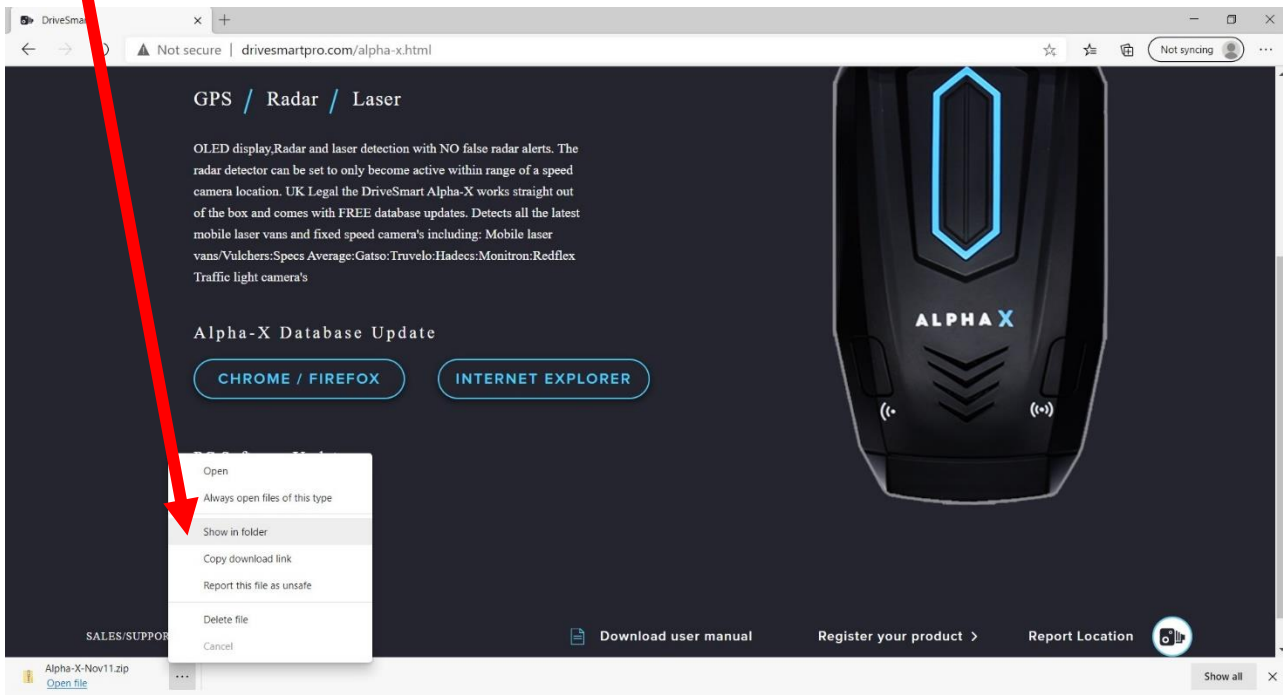 DriveSma
Not secure | drivesmartpro.com/alpha-x.html
Not syncing
GPS / Radar / Laser
OLED display,Radar and laser detection with NO false radar alerts. The
radar detector can be set to only become active within range of a speed
camera location. UK Legal the DriveSmart Alpha-X works straight out
of the box and comes with FREE database updates. Detects all the latest
mobile laser vans and fixed speed camera's including: Mobile laser
vans/Vulchers:Specs Average:Gatso:Truvelo:Hadecs:Monitron:Redflex
Traffic light camera's
ALPHA X
Alpha-X Database Update
CHROME / FIREFOX
INTERNET EXPLORER
Open
Always open files of this type
Show in folder
Copy download link
Report this file as unsafe
Delete file
Cancel
SALES/SUPPOR
Download user manual
Register your product >
Report Location
Alpha-X-Nov11.zip
Open file
...
Show all